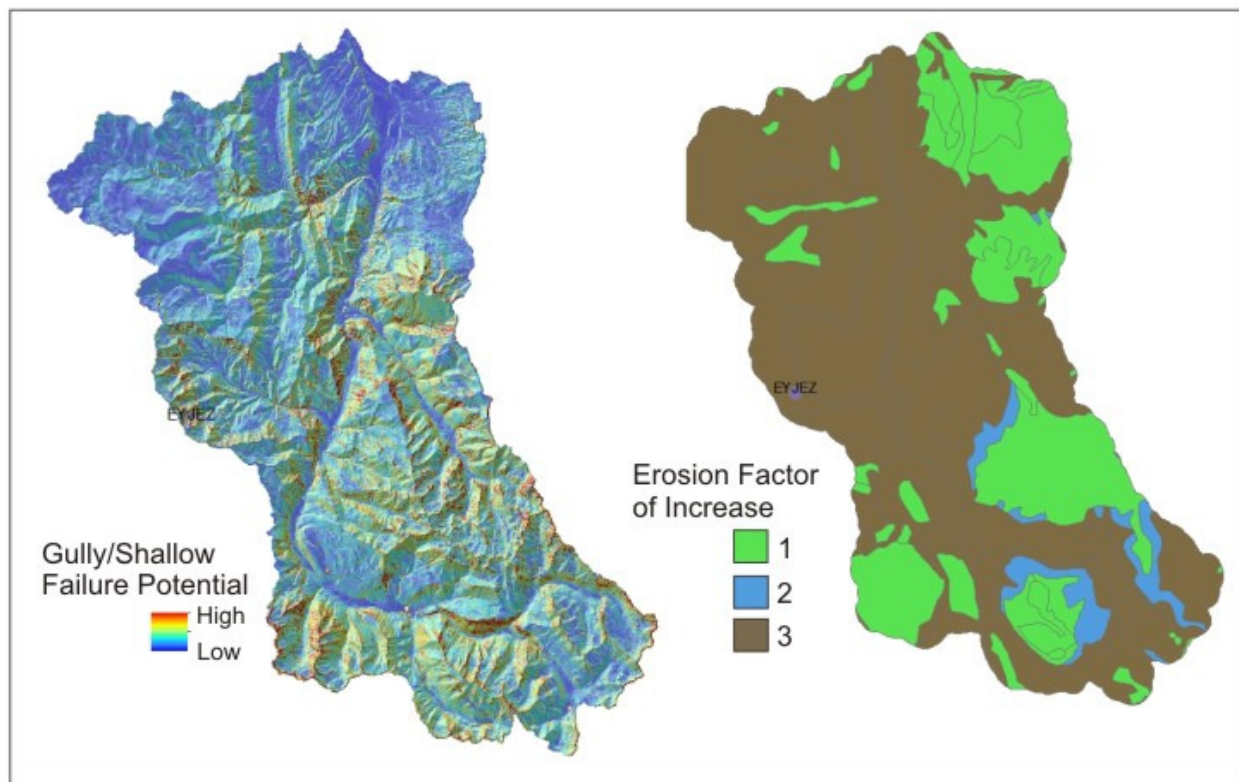 EYJEZ
Gully/Shallow
Failure Potential
High
Low
EYJEZ
Erosion Factor
of Increase
1
2
3